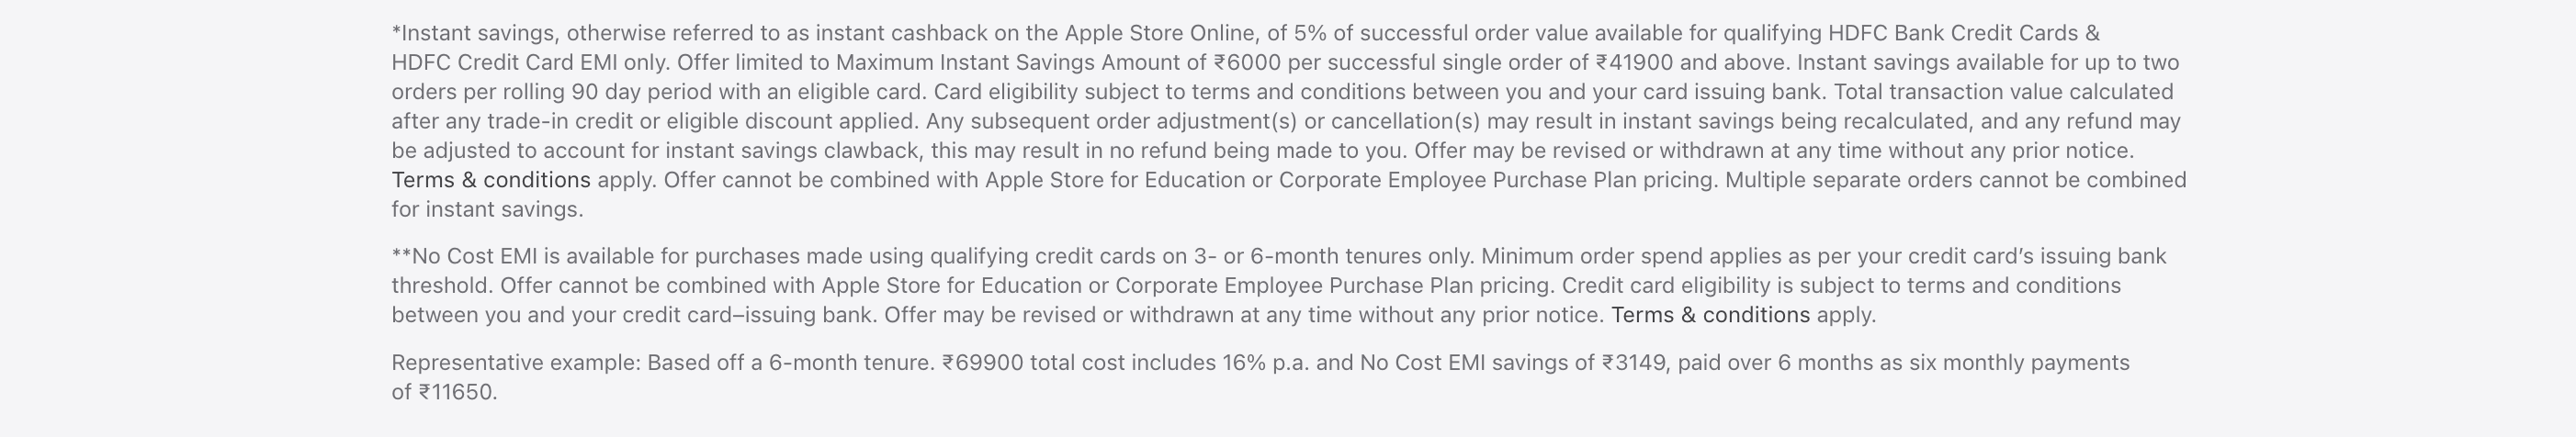 *Instant savings, otherwise referred to as instant cashback on the Apple Store Online, of 5% of successful order value available for qualifying HDFC Bank Credit Cards &
HDFC Credit Card EMI only. Offer limited to Maximum Instant Savings Amount of ₹6000 per successful single order of ₹41900 and above. Instant savings available for up to two
orders per rolling 90 day period with an eligible card. Card eligibility subject to terms and conditions between you and your card issuing bank. Total transaction value calculated
after any trade-in credit or eligible discount applied. Any subsequent order adjustment(s) or cancellation(s) may result in instant savings being recalculated, and any refund may
be adjusted to account for instant savings clawback, this may result in no refund being made to you. Offer may be revised or withdrawn at any time without any prior notice.
Terms & conditions apply. Offer cannot be combined with Apple Store for Education or Corporate Employee Purchase Plan pricing. Multiple separate orders cannot be combined
for instant savings.
**No Cost EMI is available for purchases made using qualifying credit cards on 3- or 6-month tenures only. Minimum order spend applies as per your credit card’s issuing bank
threshold. Offer cannot be combined with Apple Store for Education or Corporate Employee Purchase Plan pricing. Credit card eligibility is subject to terms and conditions
between you and your credit card–issuing bank. Offer may be revised or withdrawn at any time without any prior notice. Terms & conditions apply.
Representative example: Based off a 6-month tenure. ₹69900 total cost includes 16% p.a. and No Cost EMI savings of ₹3149, paid over 6 months as six monthly payments
of ₹11650.